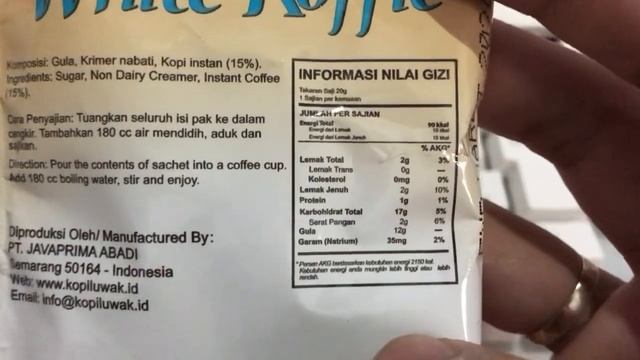 White Koffie
Komposisi: Gula, Krimer nabati, Kopi instan (15%).
Ingredients: Sugar, Non Dairy Creamer, Instant Coffee
(15%).
Cara Penyajian: Tuangkan seluruh isi pak ke dalam
cangkir. Tambahkan 180 cc air mendidih, aduk dan
sajikan.
Direction: Pour the contents of sachet into a coffee cup.
Add 180 cc boiling water, stir and enjoy.
Diproduksi Oleh/ Manufactured By:
PT. JAVAPRIMA ABADI
Semarang 50164 - Indonesia
Web: www.kopiluwak.id
Email: info@kopiluwak.id
INFORMASI NILAI GIZI
Takaran Saji 20g
1 Sajian per kemasan
JUMLAH PER SAJIAN
Energi Total 90 kkal
Energi dari Lemak
Energi dari Lemak Jenuh
% AKG*
Lemak Total 2g 3%
Lemak Trans 0g —
Kolesterol 0mg 0%
Lemak Jenuh 2g 10%
Protein 1g 1%
Karbohidrat Total 17g 5%
Serat Pangan 2g 6%
Gula 12g —
Garam (Natrium) 35mg 2%
*Persen AKG berdasarkan kebutuhan energi 2150 kkal.
Kebutuhan energi anda mungkin lebih tinggi atau lebih
rendah.